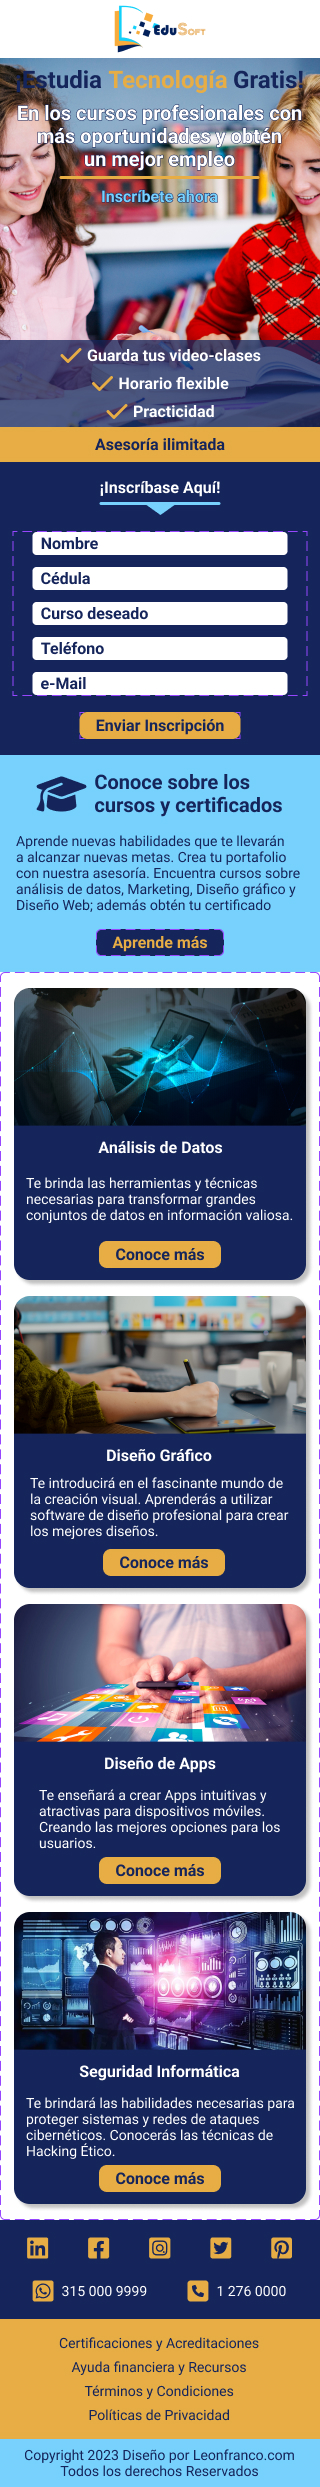 EduSoft
¡Estudia Tecnología Gratis!
En los cursos profesionales con
más oportunidades y obtén
un mejor empleo
Inscríbete ahora
Guarda tus video-clases
Horario flexible
Practicidad
Asesoría ilimitada
¡Inscríbase Aquí!
Nombre
Cédula
Curso deseado
Teléfono
e-Mail
Enviar Inscripción
Conoce sobre los
cursos y certificados
Aprende nuevas habilidades que te llevarán
a alcanzar nuevas metas. Crea tu portafolio
con nuestra asesoría. Encuentra cursos sobre
análisis de datos, Marketing, Diseño gráfico y
Diseño Web; además obtén tu certificado
Aprende más
Análisis de Datos
Te brinda las herramientas y técnicas
necesarias para transformar grandes
conjuntos de datos en información valiosa.
Conoce más
Diseño Gráfico
Te introducirá en el fascinante mundo de
la creación visual. Aprenderás a utilizar
software de diseño profesional para crear
los mejores diseños.
Conoce más
Diseño de Apps
Te enseñará a crear Apps intuitivas y
atractivas para dispositivos móviles.
Creando las mejores opciones para los
usuarios.
Conoce más
Seguridad Informática
Te brindará las habilidades necesarias para
proteger sistemas y redes de ataques
cibernéticos. Conocerás las técnicas de
Hacking Ético.
Conoce más
315 000 9999 1 276 0000
Certificaciones y Acreditaciones
Ayuda financiera y Recursos
Términos y Condiciones
Políticas de Privacidad
Copyright 2023 Diseño por Leonfranco.com
Todos los derechos Reservados